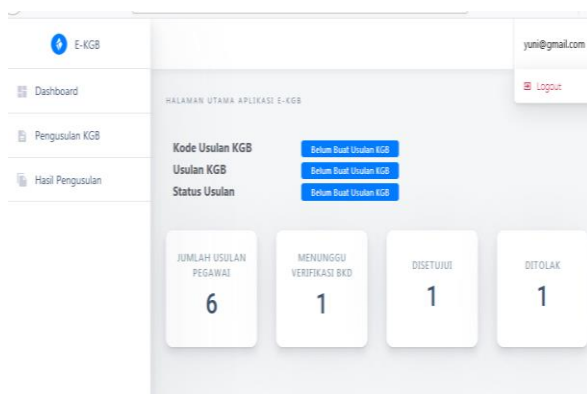 E-KGB
yuni@gmail.com
Logout
Dashboard
Pengusulan KGB
Hasil Pengusulan
HALAMAN UTAMA APLIKASI E-KGB
Kode Usulan KGB Belum Buat Usulan KGB
Usulan KGB Belum Buat Usulan KGB
Status Usulan Belum Buat Usulan KGB
JUMLAH USULAN
PEGAWAI
6
MENUNGGU
VERIFIKASI BKD
1
DISETUJUI
1
DITOLAK
1